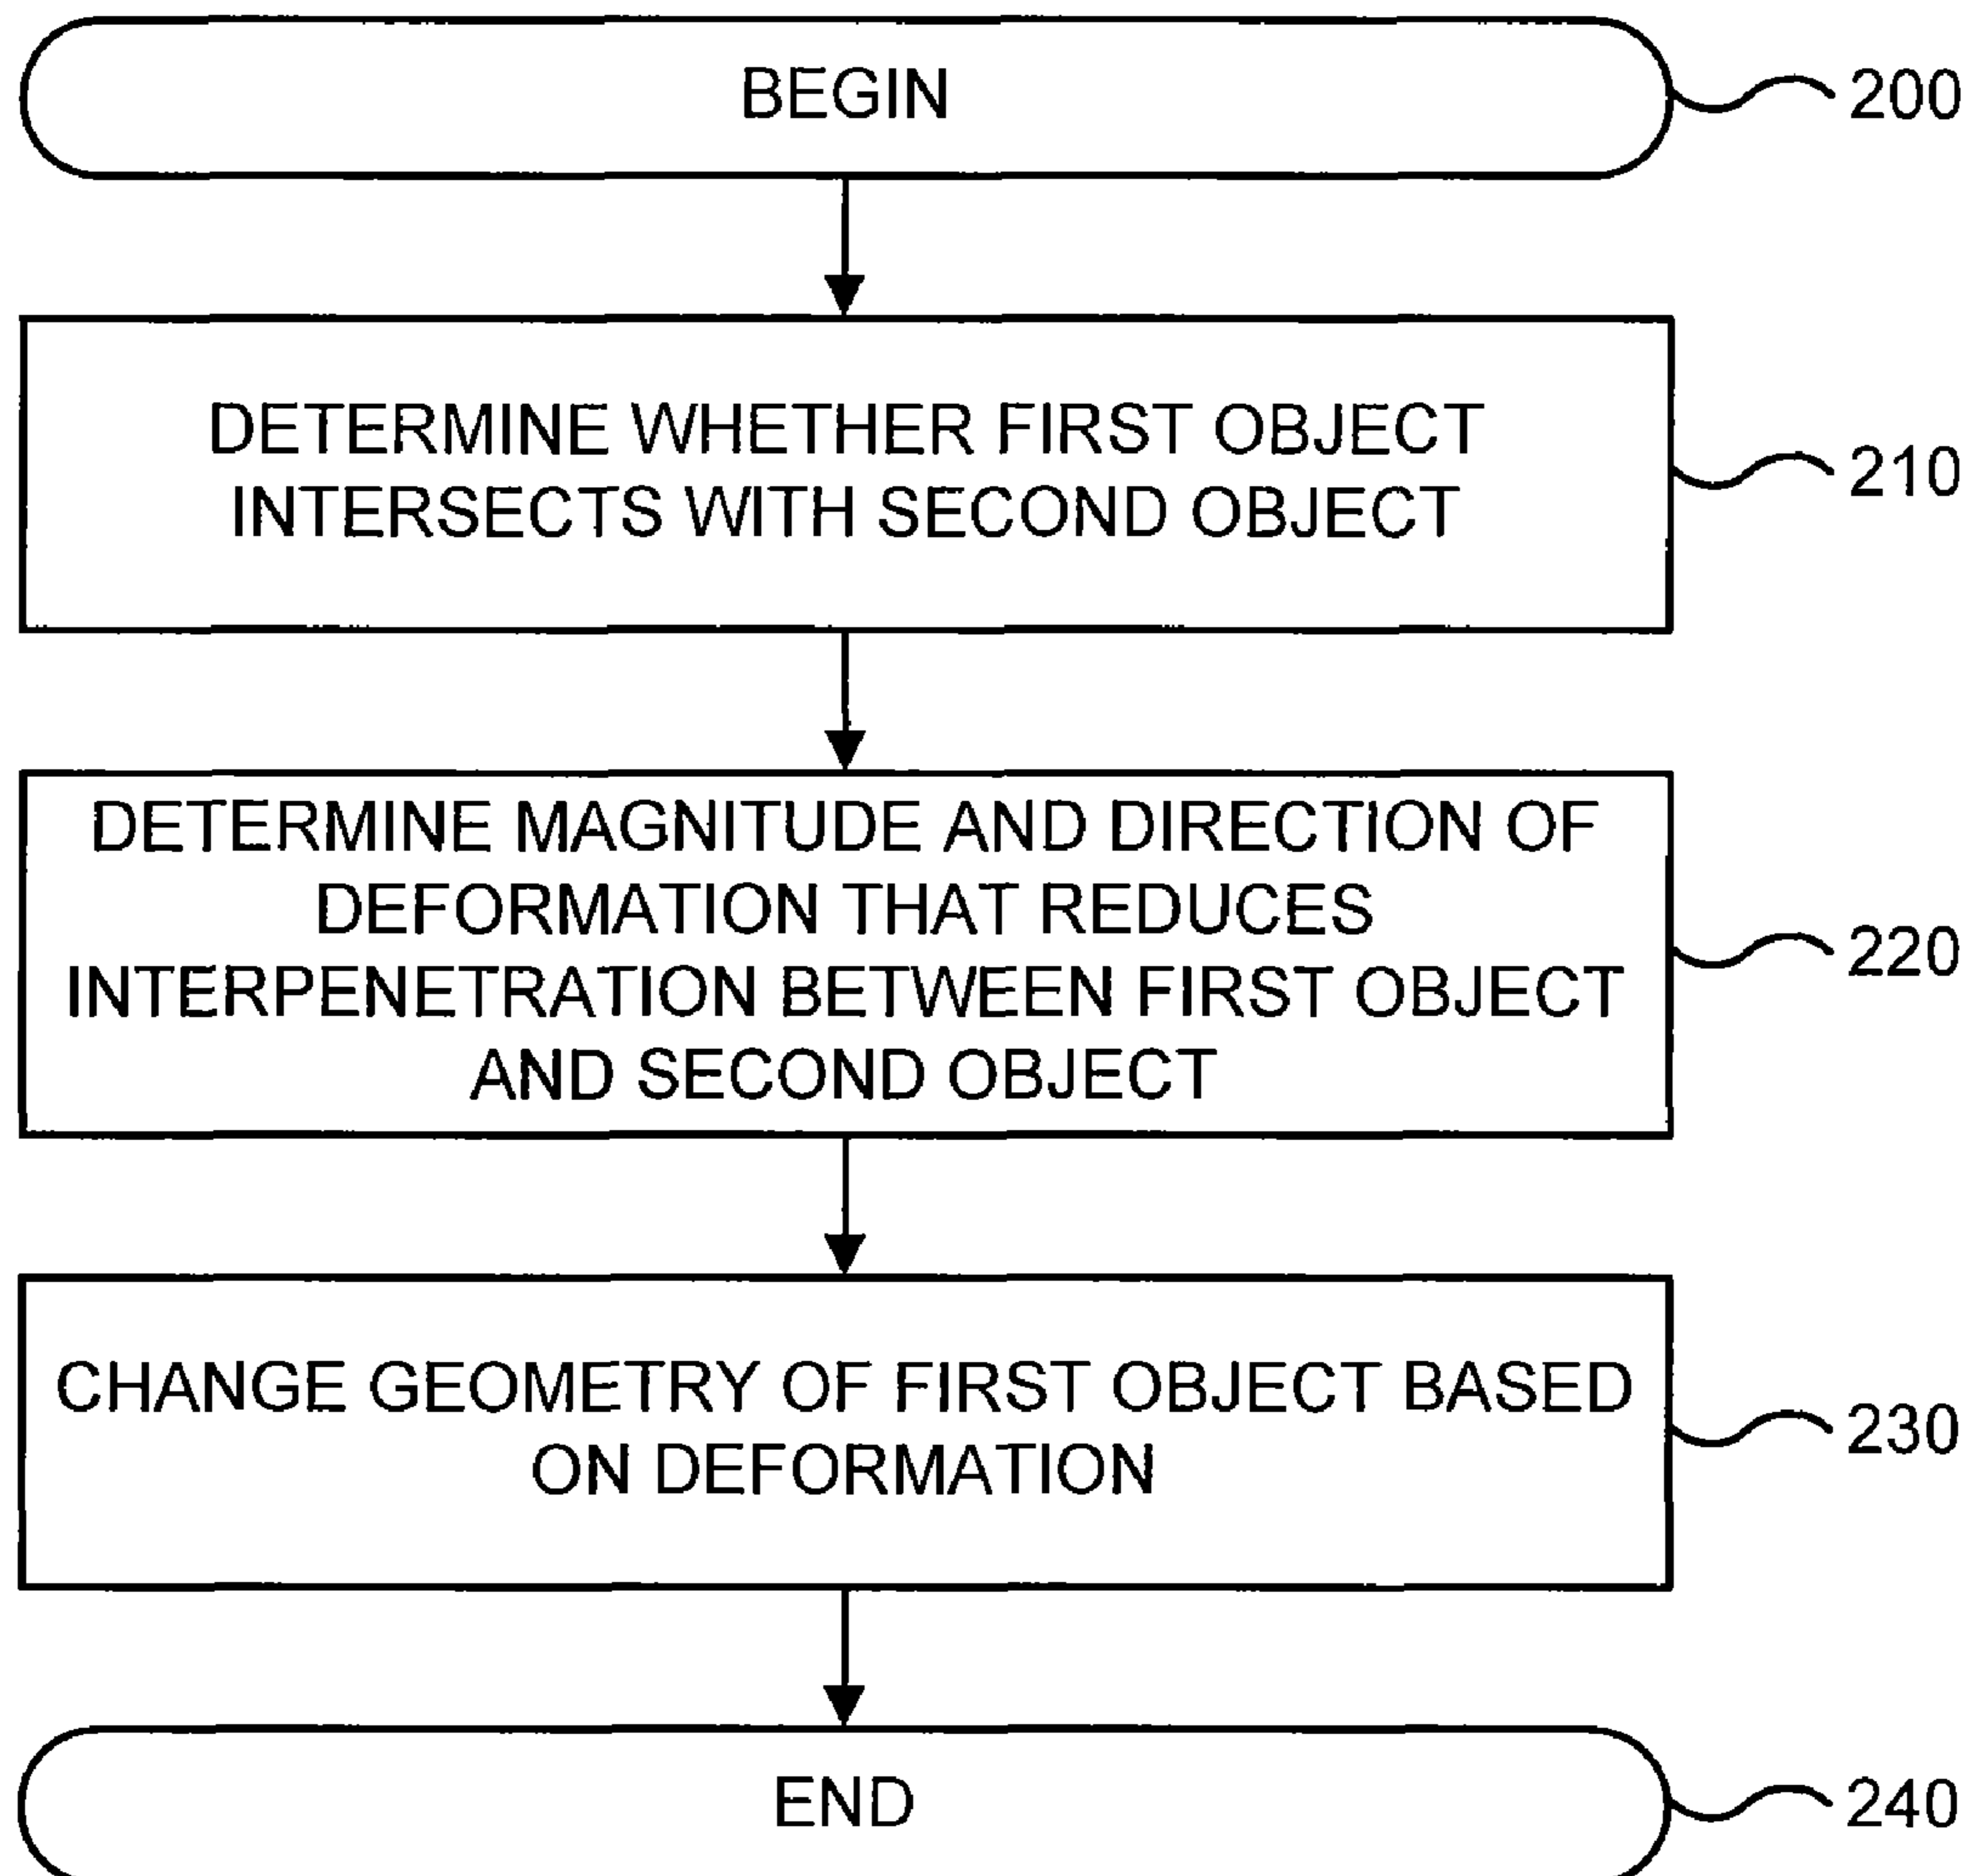 BEGIN
200
DETERMINE WHETHER FIRST OBJECT
INTERSECTS WITH SECOND OBJECT
210
DETERMINE MAGNITUDE AND DIRECTION OF
DEFORMATION THAT REDUCES
INTERPENETRATION BETWEEN FIRST OBJECT
AND SECOND OBJECT
220
CHANGE GEOMETRY OF FIRST OBJECT BASED
ON DEFORMATION
230
END
240